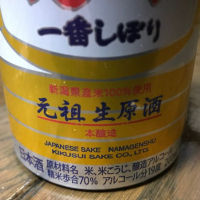 一番しぼり
新潟県産米100%使用
元祖生原酒
本醸造
JAPANESE SAKE NAMAGENSHU
KIKUSUI SAKE CO., LTD.
日本酒
原材料名 米、米こうじ、醸造アルコール
精米歩合70% アルコール分19度